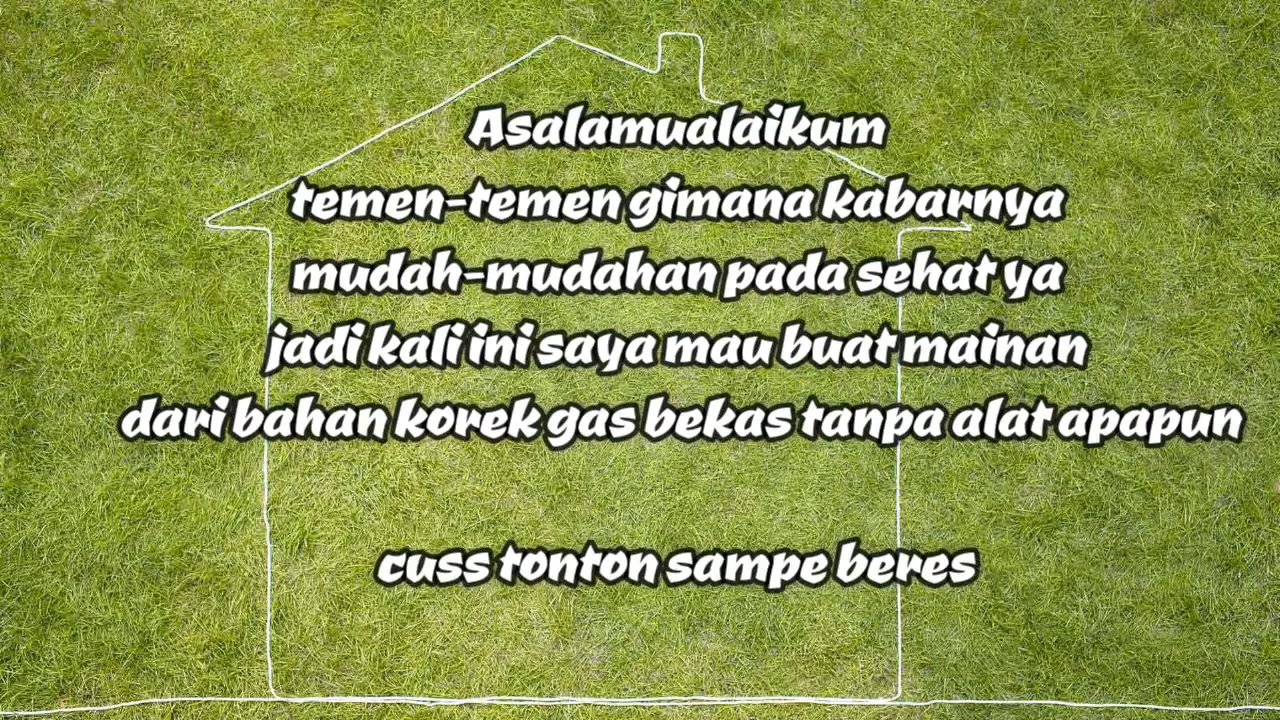 Asalamualaikum
temen-temen gimana kabarnya
mudah-mudahan pada sehat ya
jadi kali ini saya mau buat mainan
dari bahan korek gas bekas tanpa alat apapun
cuss tonton sampe beres